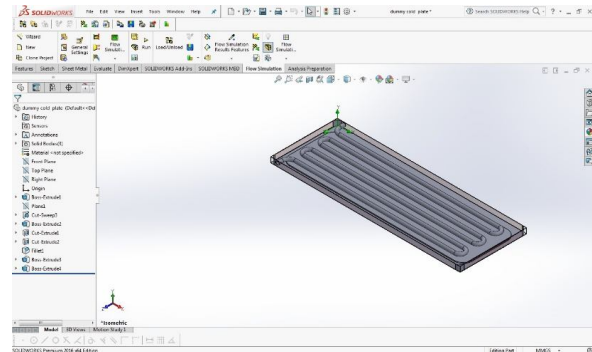 SOLIDWORKS File Edit View Insert Tools Window Help dummy cold plate * Search SOLIDWORKS Help
Wizard
New
Clone Project
General Settings
Flow Simulati...
Run Load/Unload
Flow Simulation Results Features
Flow Simulati...
Features Sketch Sheet Metal Evaluate DimXpert SOLIDWORKS Add-Ins SOLIDWORKS MBD Flow Simulation Analysis Preparation
dummy cold plate (Default<<Def
History
Sensors
Annotations
Solid Bodies(3)
Material <not specified>
Front Plane
Top Plane
Right Plane
Origin
Boss-Extrude1
Plane1
Cut-Sweep1
Boss-Extrude2
Cut-Extrude1
Cut-Extrude2
Fillet1
Boss-Extrude3
Boss-Extrude4
*Isometric
Model 3D Views Motion Study 1
SOLIDWORKS Premium 2016 x64 Edition Editing Part MMGS